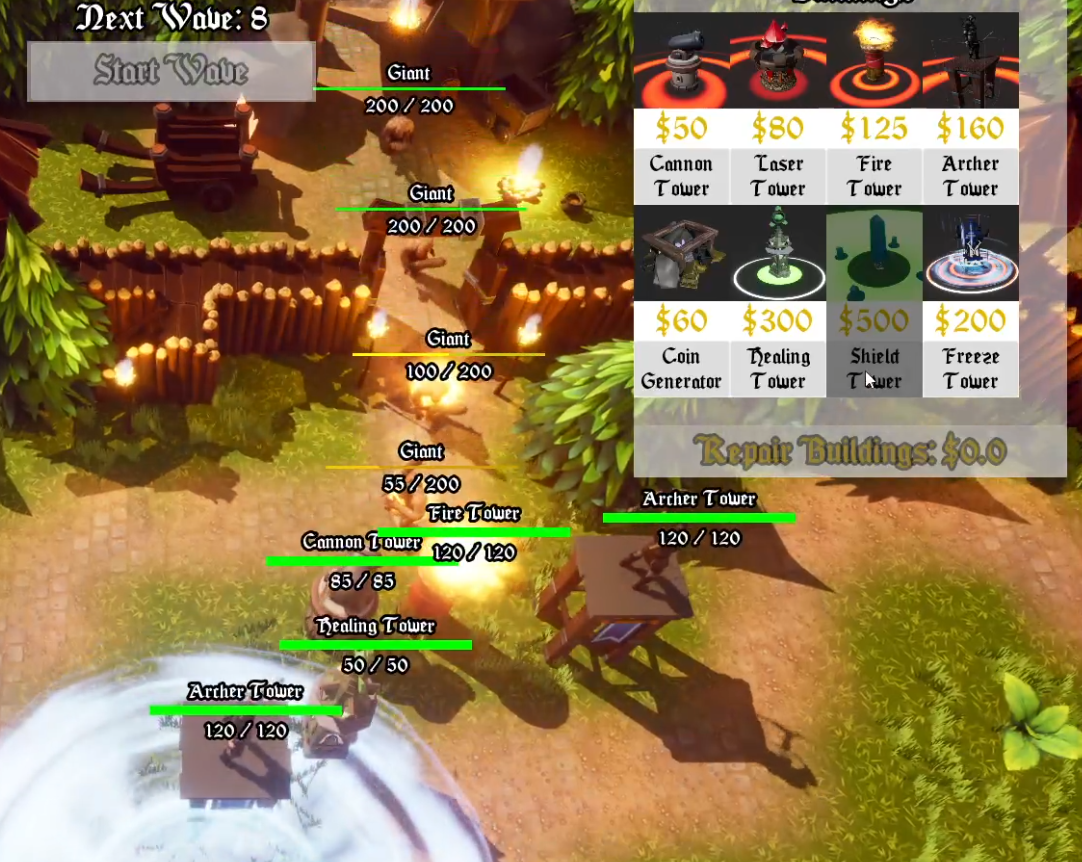 Next Wave: 8
Start Wave
Giant
200 / 200
Giant
200 / 200
Giant
100 / 200
Giant
55 / 200
Fire Tower
120 / 120
Cannon Tower
85 / 85
Healing Tower
50 / 50
Archer Tower
120 / 120
Archer Tower
120 / 120
$50 $80 $125 $160
Cannon Laser Fire Archer
Tower Tower Tower Tower
$60 $300 $500 $200
Coin Healing Shield Freeze
Generator Tower Tower Tower
Repair Buildings: $0.0